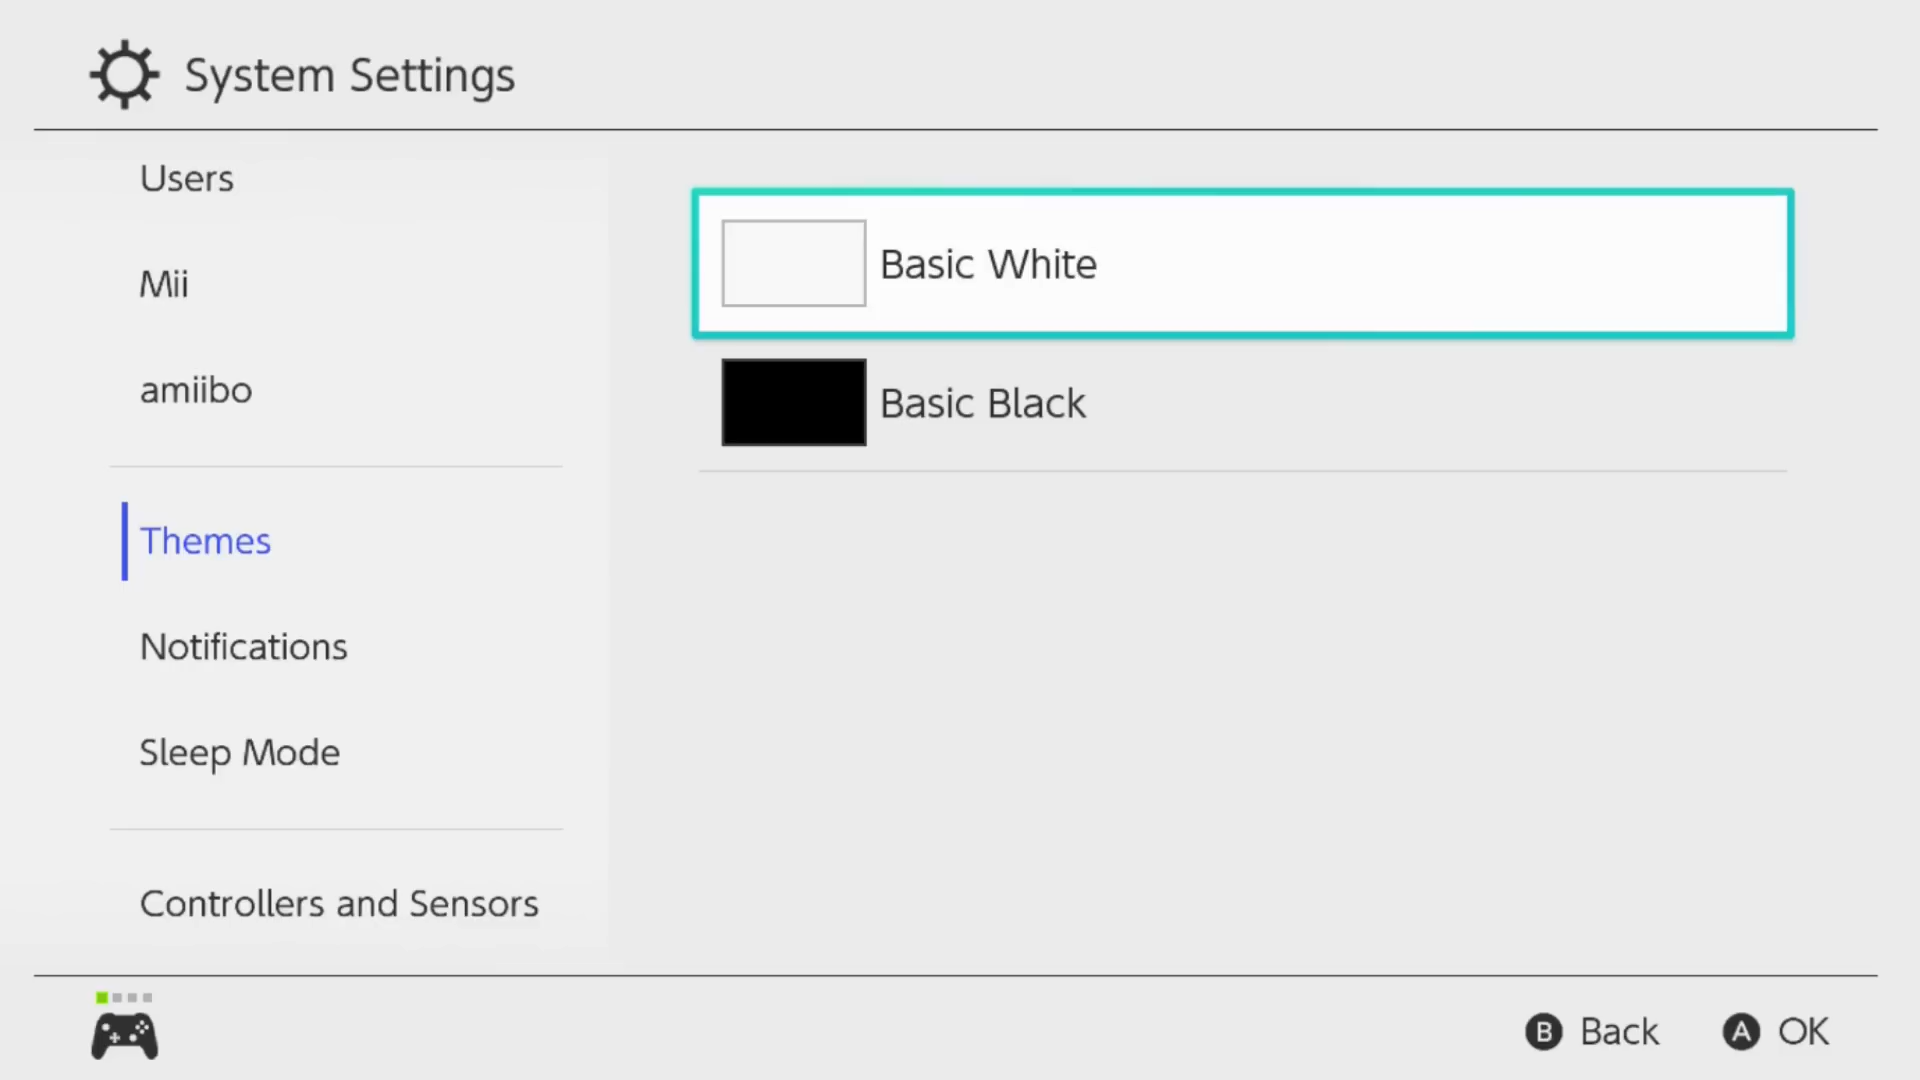 System Settings
Users
Mii
amiibo
Themes
Notifications
Sleep Mode
Controllers and Sensors
Basic White
Basic Black
B Back
A OK